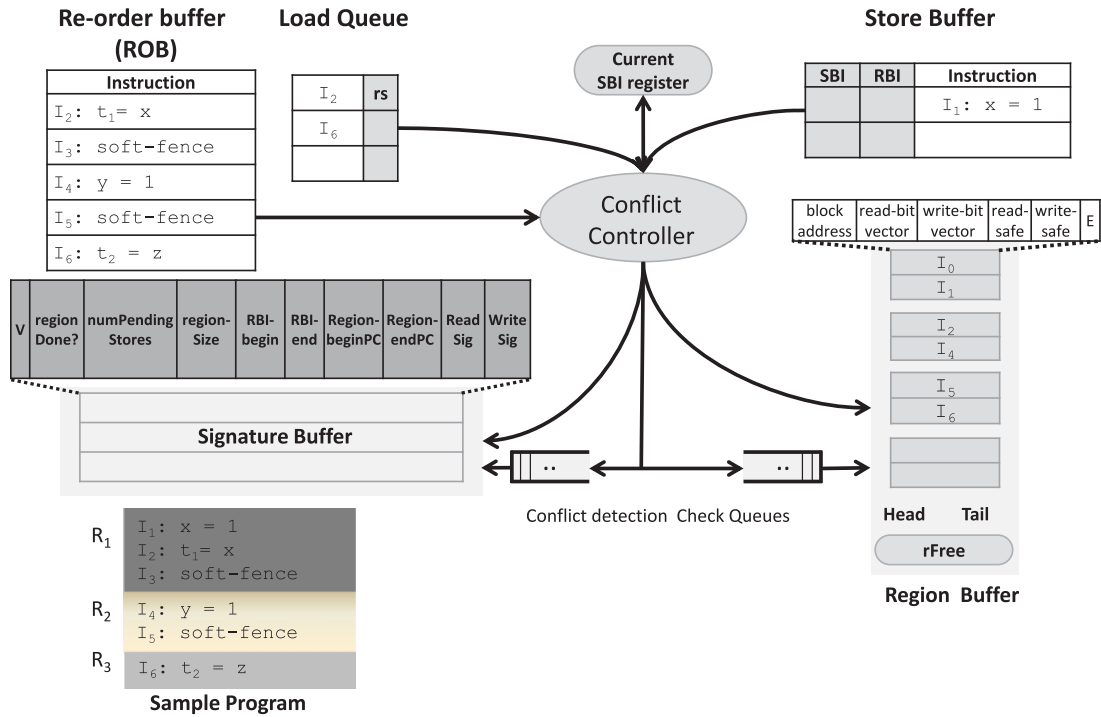 Re-order buffer
(ROB)
Load Queue
Store Buffer
Instruction
I₂: t₁= x
I₃: soft-fence
I₄: y = 1
I₅: soft-fence
I₆: t₂ = z
I₂ rs
I₆
Current
SBI register
SBI RBI Instruction
I₁: x = 1
Conflict
Controller
block address read-bit vector write-bit vector read-safe write-safe E
I₀
I₁
I₂
I₄
I₅
I₆
V region Done? numPending Stores region-Size RBI-begin RBI-end Region-beginPC Region-endPC Read Sig Write Sig
Signature Buffer
..
..
Conflict detection Check Queues
Head Tail
rFree
Region Buffer
R₁
I₁: x = 1
I₂: t₁= x
I₃: soft-fence
R₂
I₄: y = 1
I₅: soft-fence
R₃
I₆: t₂ = z
Sample Program